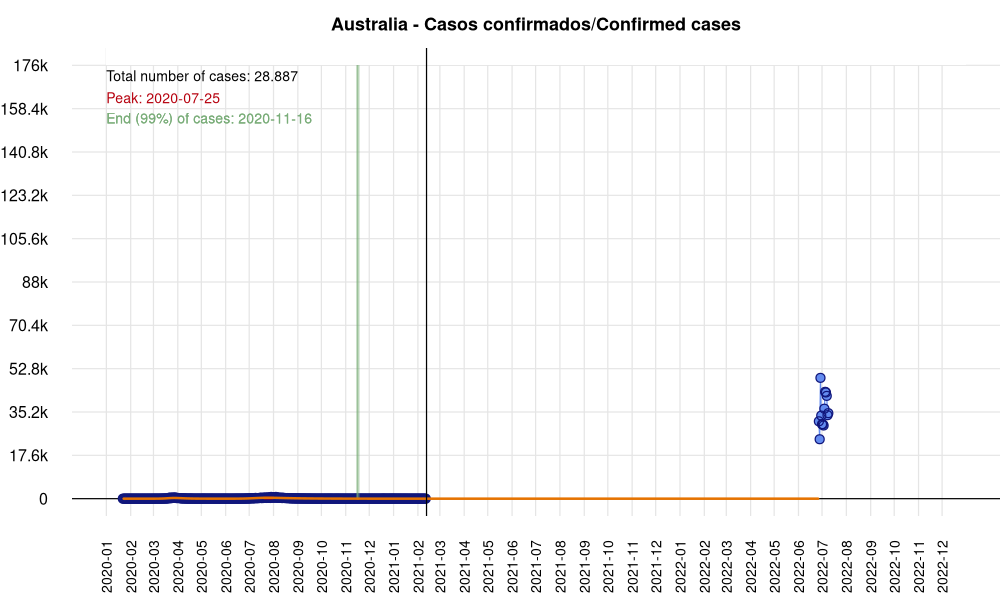 Australia - Casos confirmados/Confirmed cases
Total number of cases: 28.887
Peak: 2020-07-25
End (99%) of cases: 2020-11-16
176k
158.4k
140.8k
123.2k
105.6k
88k
70.4k
52.8k
35.2k
17.6k
0
2020-01
2020-02
2020-03
2020-04
2020-05
2020-06
2020-07
2020-08
2020-09
2020-10
2020-11
2020-12
2021-01
2021-02
2021-03
2021-04
2021-05
2021-06
2021-07
2021-08
2021-09
2021-10
2021-11
2021-12
2022-01
2022-02
2022-03
2022-04
2022-05
2022-06
2022-07
2022-08
2022-09
2022-10
2022-11
2022-12